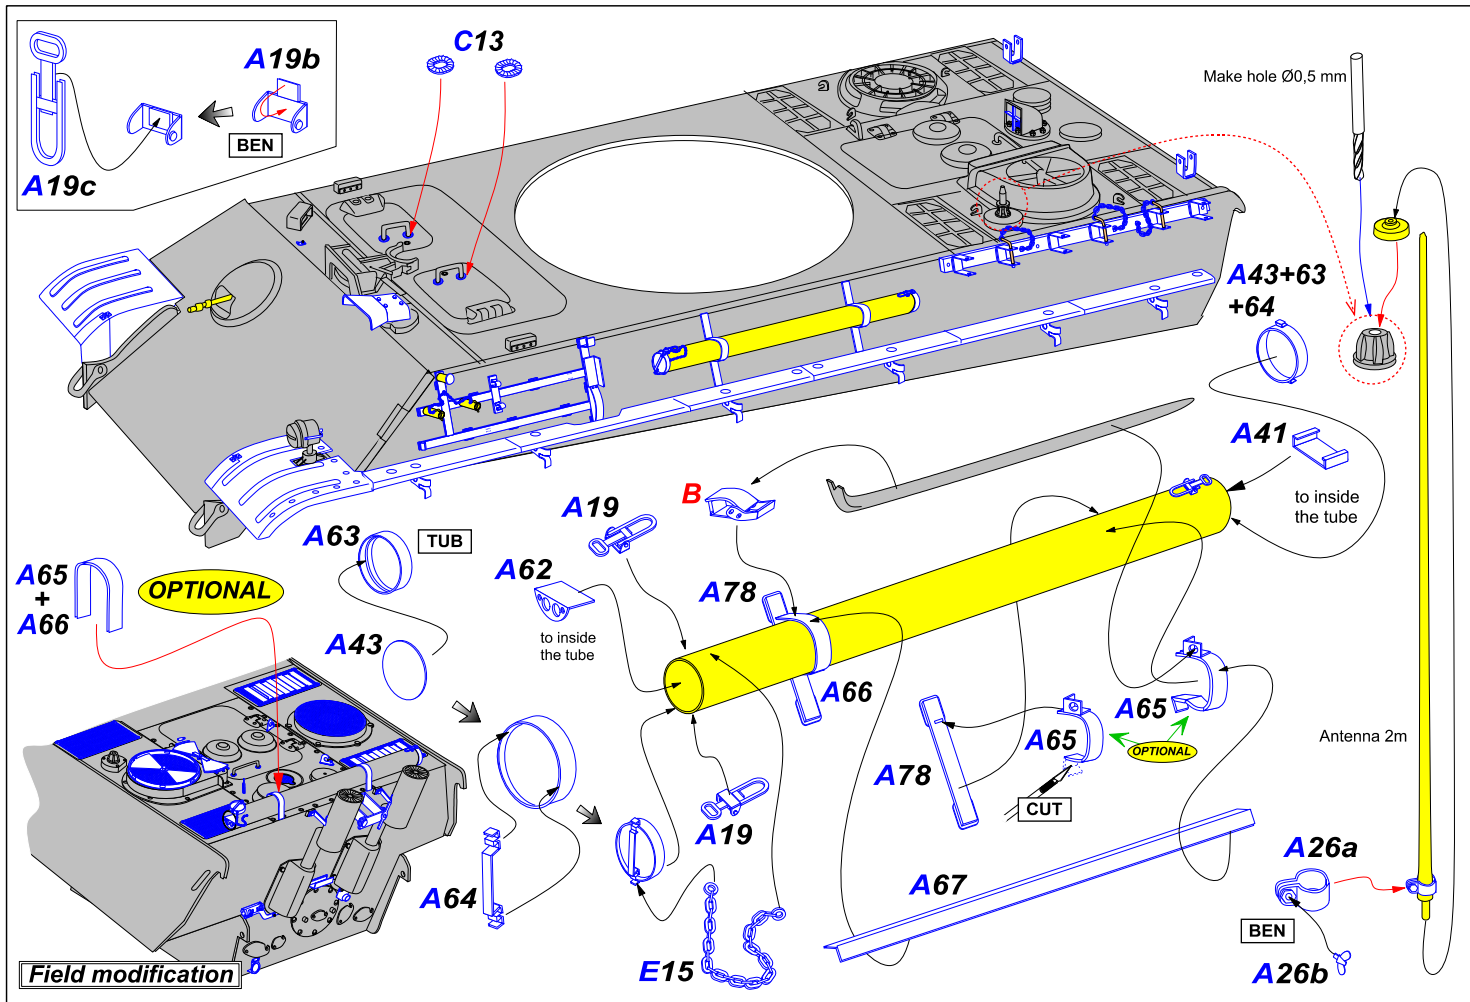 A19b
BEN
A19c
C13
Make hole Ø0,5 mm
A43+63
+64
A41
to inside
the tube
A63
TUB
A19
B
A62
to inside
the tube
A78
A65
+
A66
OPTIONAL
A43
A66
A65
A65
OPTIONAL
A78
CUT
Antenna 2m
A19
A64
A67
A26a
BEN
A26b
E15
Field modification